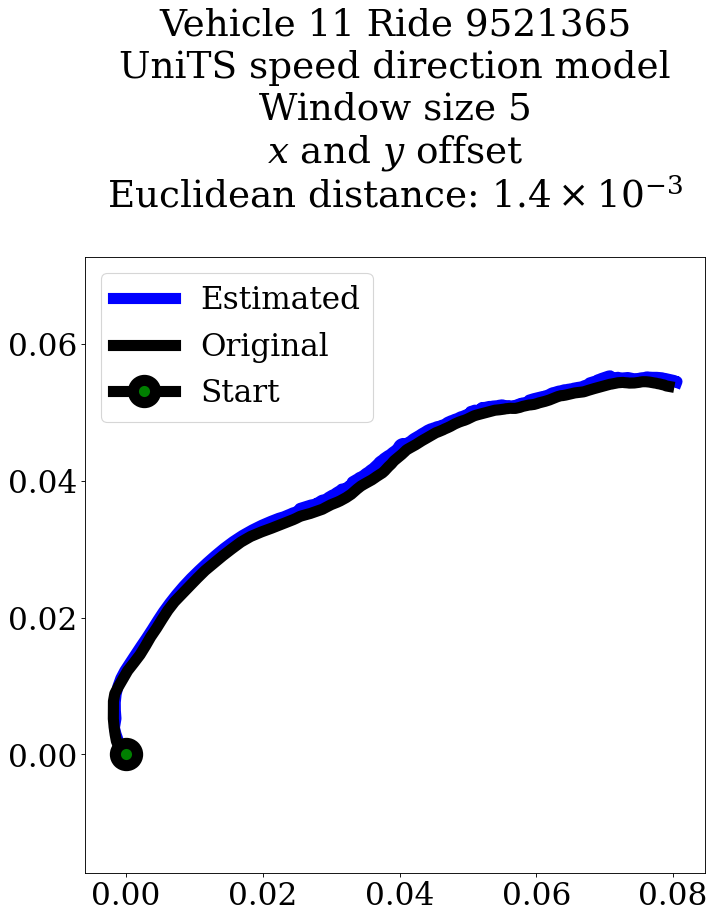 Vehicle 11 Ride 9521365
UniTS speed direction model
Window size 5
x and y offset
Euclidean distance: 1.4 × 10⁻³
Estimated
Original
Start
0.06
0.04
0.02
0.00
0.00 0.02 0.04 0.06 0.08